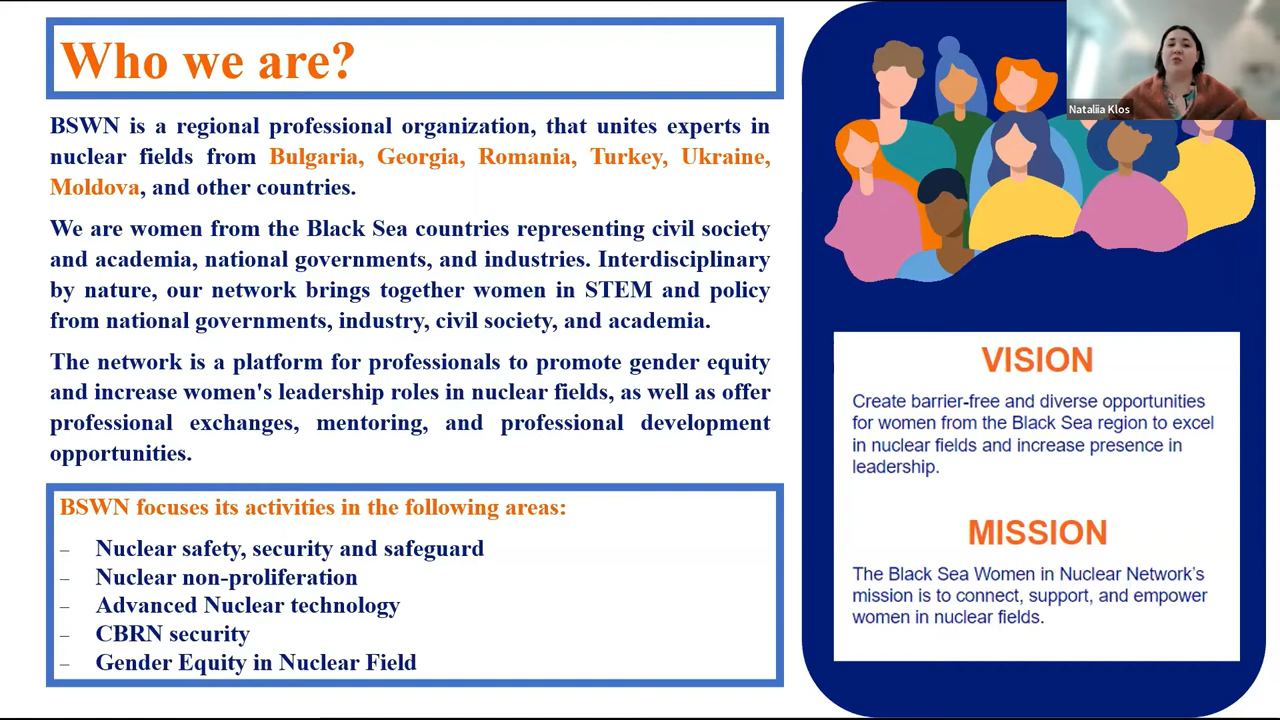 Who we are?
BSWN is a regional professional organization, that unites experts in
nuclear fields from Bulgaria, Georgia, Romania, Turkey, Ukraine,
Moldova, and other countries.
We are women from the Black Sea countries representing civil society
and academia, national governments, and industries. Interdisciplinary
by nature, our network brings together women in STEM and policy
from national governments, industry, civil society, and academia.
The network is a platform for professionals to promote gender equity
and increase women's leadership roles in nuclear fields, as well as offer
professional exchanges, mentoring, and professional development
opportunities.
BSWN focuses its activities in the following areas:
– Nuclear safety, security and safeguard
– Nuclear non-proliferation
– Advanced Nuclear technology
– CBRN security
– Gender Equity in Nuclear Field
Nataliia Klos
VISION
Create barrier-free and diverse opportunities
for women from the Black Sea region to excel
in nuclear fields and increase presence in
leadership.
MISSION
The Black Sea Women in Nuclear Network’s
mission is to connect, support, and empower
women in nuclear fields.